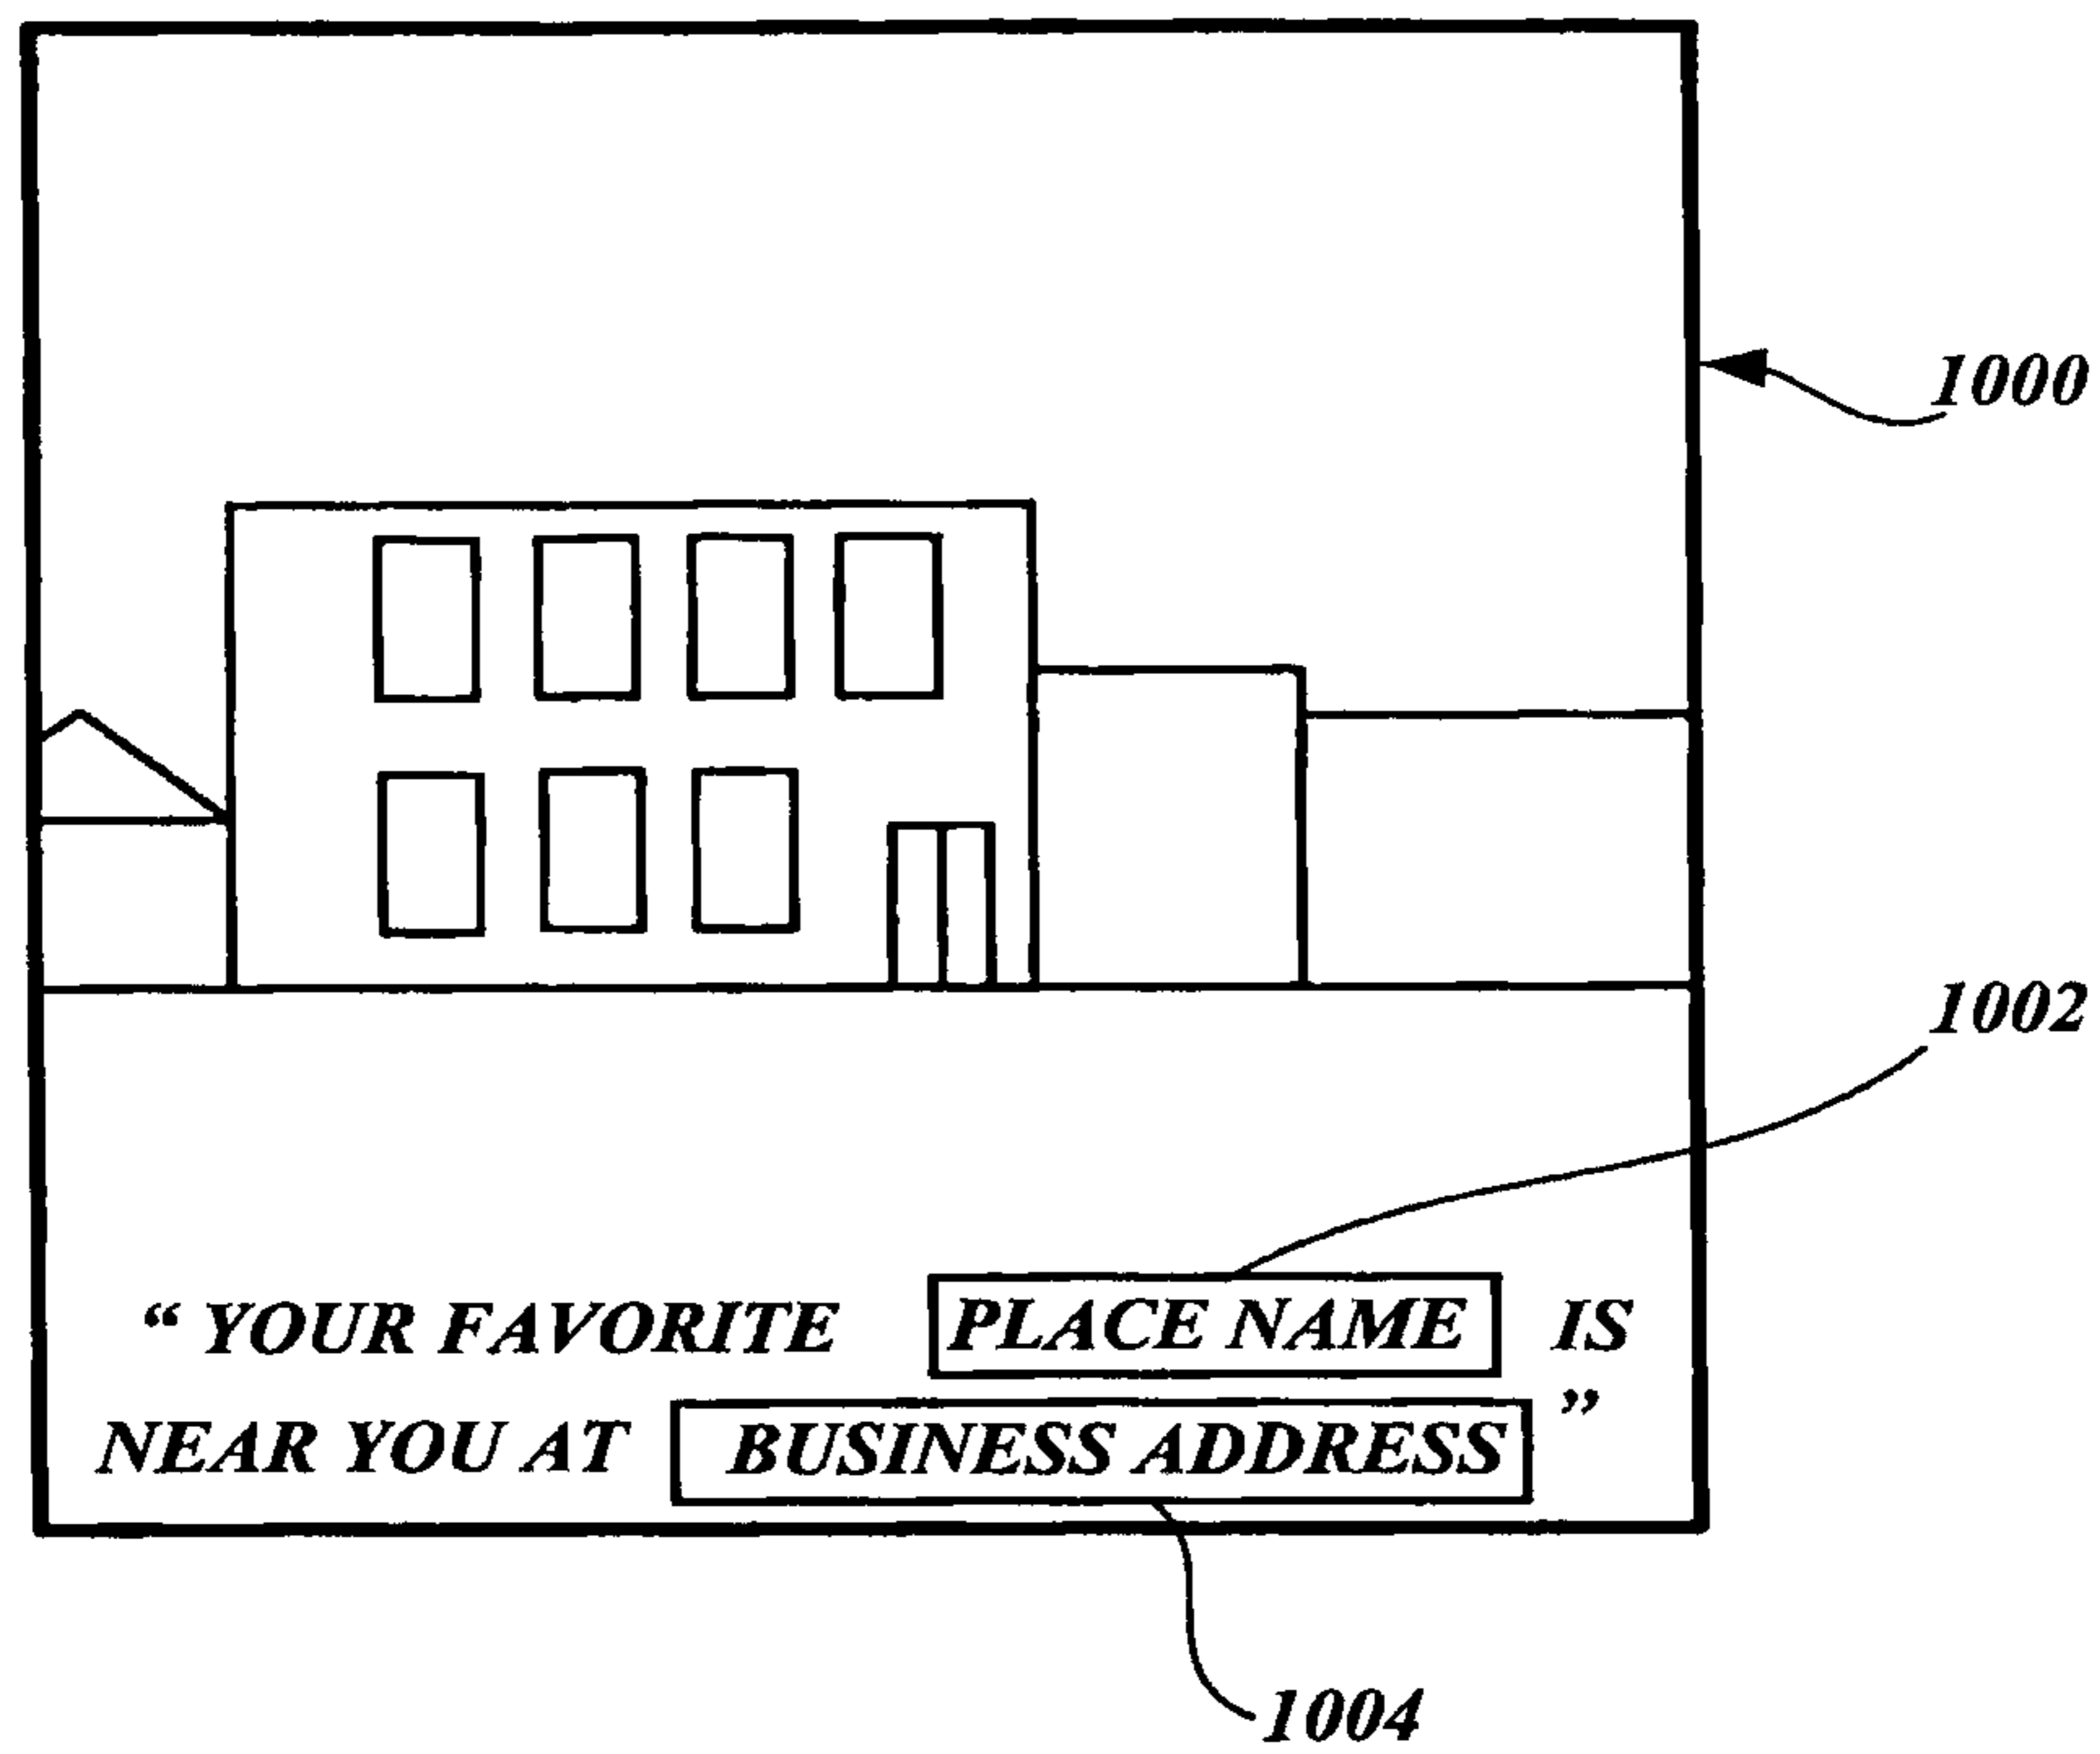 1000
1002
“ YOUR FAVORITE PLACE NAME IS
NEAR YOU AT BUSINESS ADDRESS ”
1004